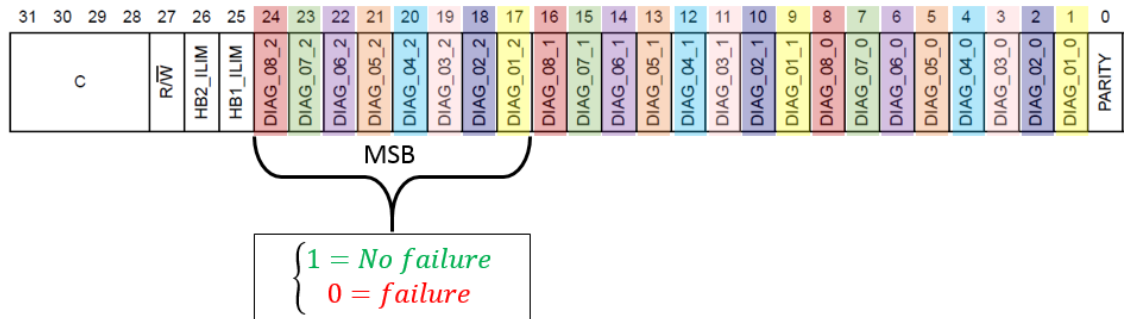 31 30 29 28 27 26 25 24 23 22 21 20 19 18 17 16 15 14 13 12 11 10 9 8 7 6 5 4 3 2 1 0
C R/W̅ HB2_ILIM HB1_ILIM DIAG_08_2 DIAG_07_2 DIAG_06_2 DIAG_05_2 DIAG_04_2 DIAG_03_2 DIAG_02_2 DIAG_01_2 DIAG_08_1 DIAG_07_1 DIAG_06_1 DIAG_05_1 DIAG_04_1 DIAG_03_1 DIAG_02_1 DIAG_01_1 DIAG_08_0 DIAG_07_0 DIAG_06_0 DIAG_05_0 DIAG_04_0 DIAG_03_0 DIAG_02_0 DIAG_01_0 PARITY
MSB
1 = No failure
0 = failure